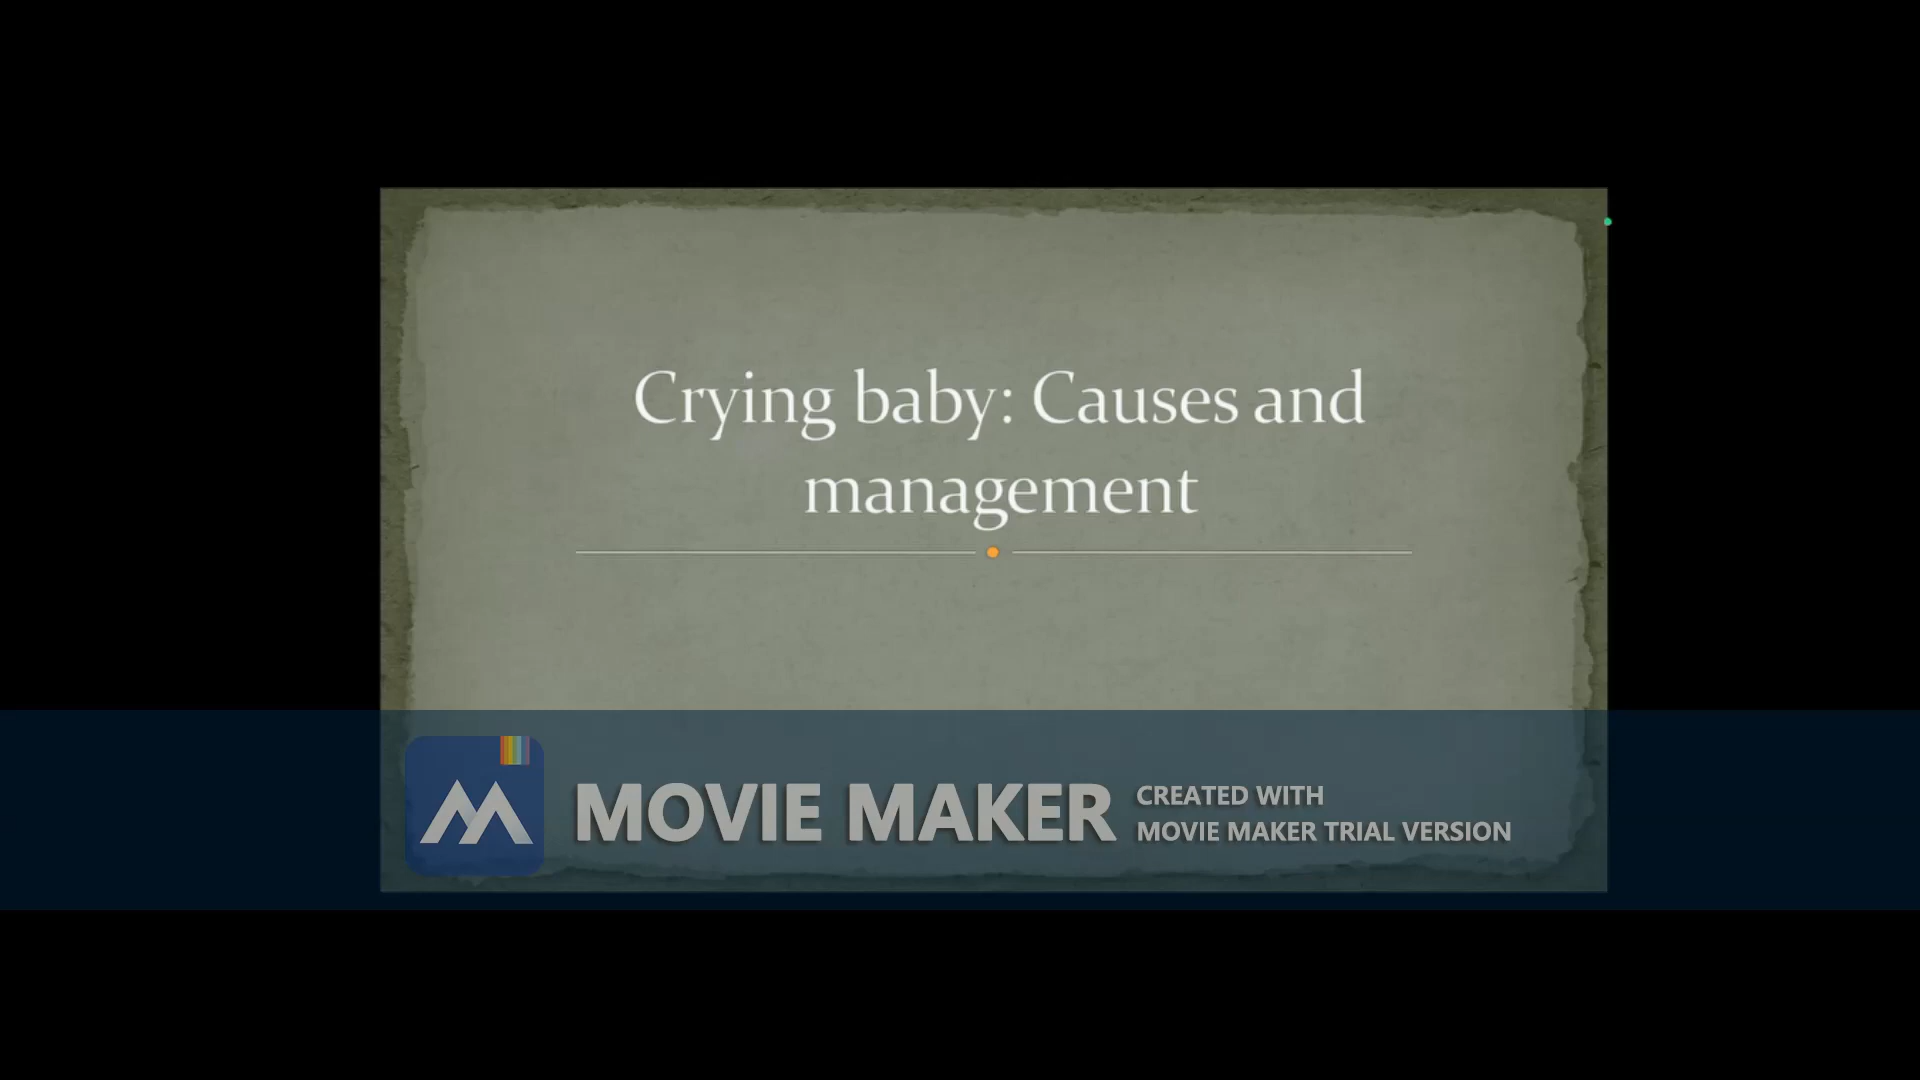 Crying baby: Causes and
management
MOVIE MAKER
CREATED WITH
MOVIE MAKER TRIAL VERSION